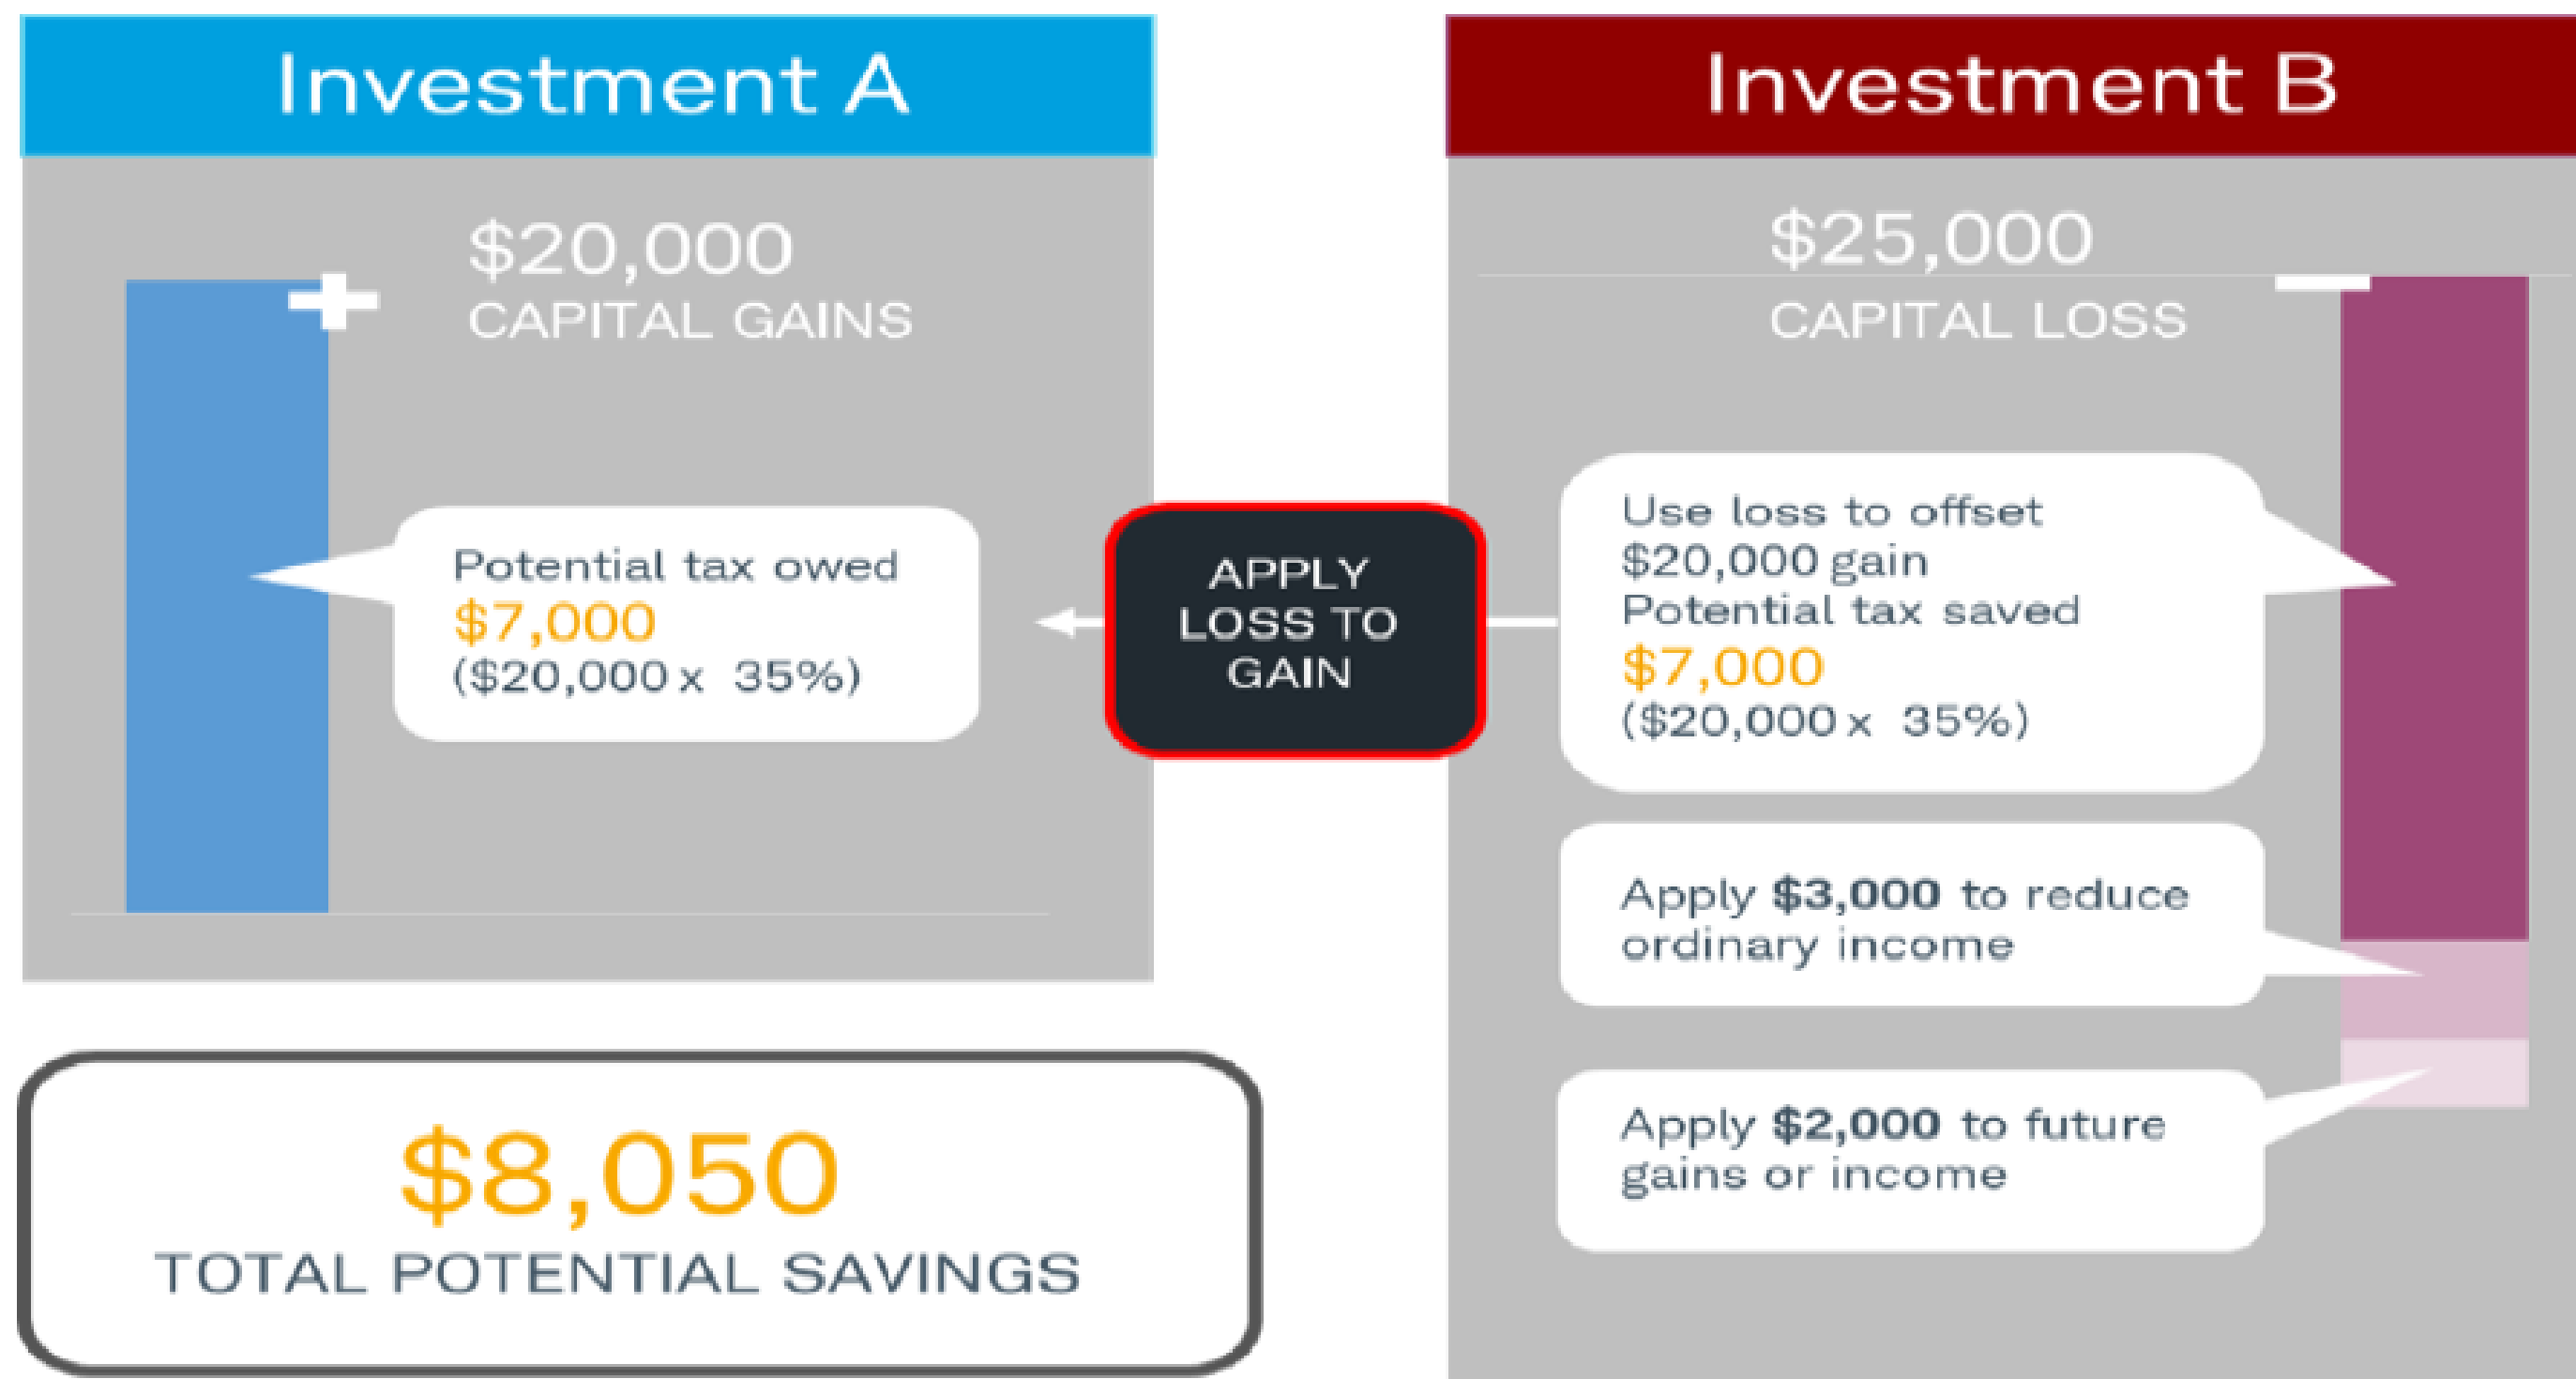 Investment A
$20,000
CAPITAL GAINS
Potential tax owed
$7,000
($20,000 x 35%)
APPLY
LOSS TO
GAIN
Investment B
$25,000
CAPITAL LOSS
Use loss to offset
$20,000 gain
Potential tax saved
$7,000
($20,000 x 35%)
Apply $3,000 to reduce
ordinary income
Apply $2,000 to future
gains or income
$8,050
TOTAL POTENTIAL SAVINGS